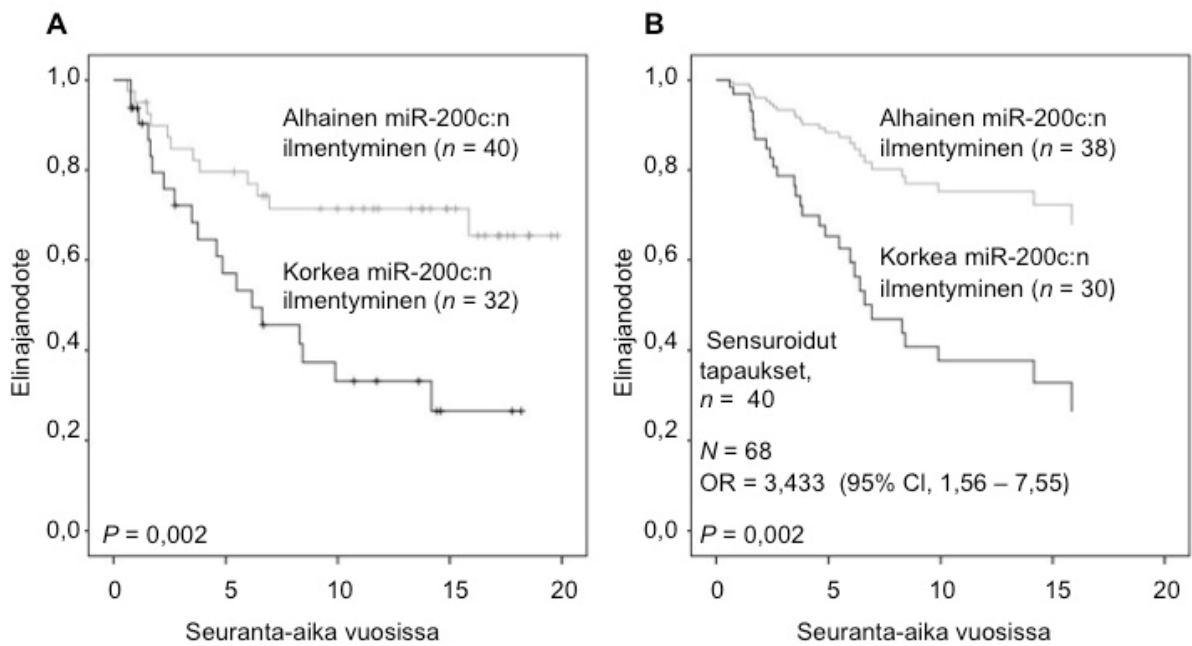 A
Elinajanodote
1,0
0,8
0,6
0,4
0,2
0,0
Alhainen miR-200c:n
ilmentyminen (n = 40)
Korkea miR-200c:n
ilmentyminen (n = 32)
P = 0,002
0 5 10 15 20
Seuranta-aika vuosissa
B
Elinajanodote
1,0
0,8
0,6
0,4
0,2
0,0
Alhainen miR-200c:n
ilmentyminen (n = 38)
Korkea miR-200c:n
ilmentyminen (n = 30)
Sensuroidut
tapaukset,
n = 40
N = 68
OR = 3,433 (95% CI, 1,56 – 7,55)
P = 0,002
0 5 10 15 20
Seuranta-aika vuosissa